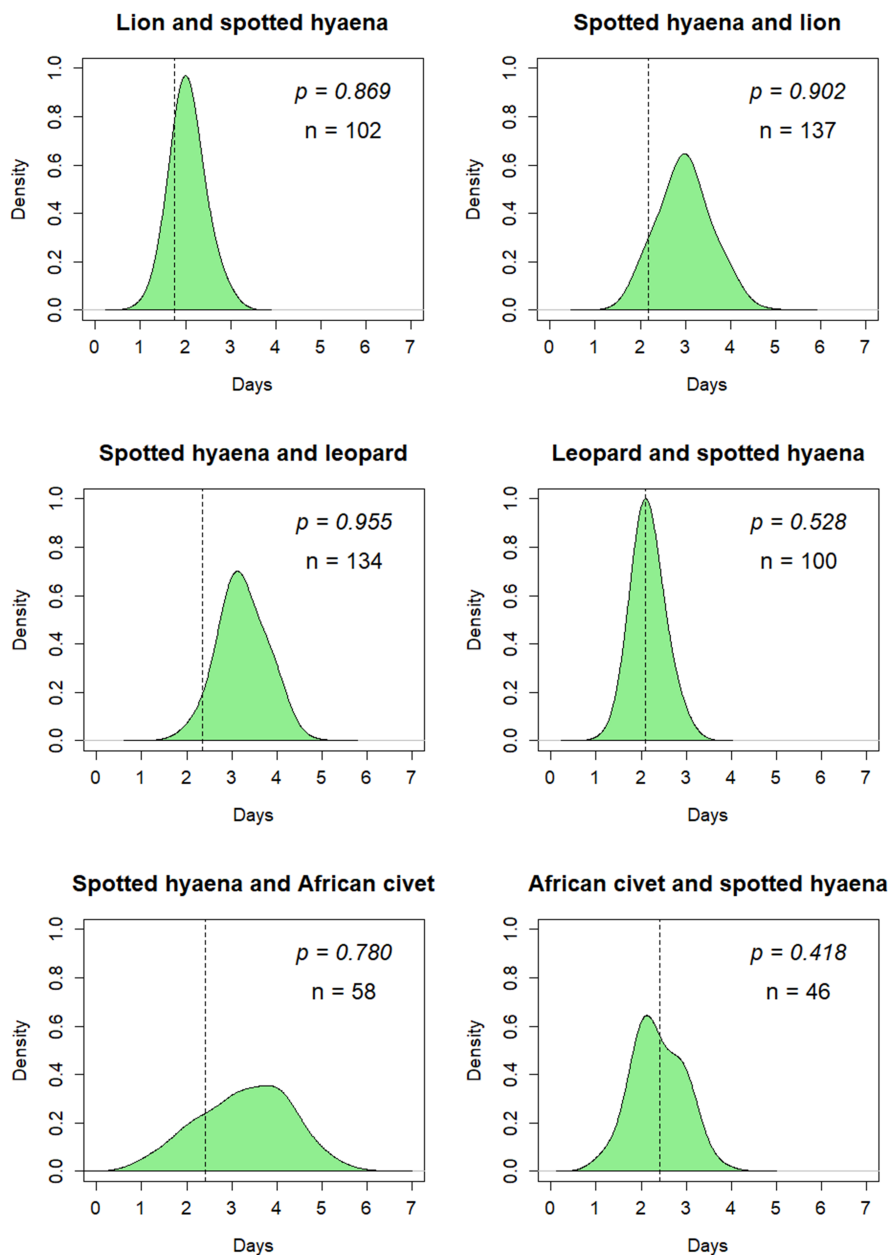 Lion and spotted hyaena
p = 0.869
n = 102
Density
0.0 0.2 0.4 0.6 0.8 1.0
0 1 2 3 4 5 6 7
Days
Spotted hyaena and lion
p = 0.902
n = 137
Density
0.0 0.2 0.4 0.6 0.8 1.0
0 1 2 3 4 5 6 7
Days
Spotted hyaena and leopard
p = 0.955
n = 134
Density
0.0 0.2 0.4 0.6 0.8 1.0
0 1 2 3 4 5 6 7
Days
Leopard and spotted hyaena
p = 0.528
n = 100
Density
0.0 0.2 0.4 0.6 0.8 1.0
0 1 2 3 4 5 6 7
Days
Spotted hyaena and African civet
p = 0.780
n = 58
Density
0.0 0.2 0.4 0.6 0.8 1.0
0 1 2 3 4 5 6 7
Days
African civet and spotted hyaena
p = 0.418
n = 46
Density
0.0 0.2 0.4 0.6 0.8 1.0
0 1 2 3 4 5 6 7
Days